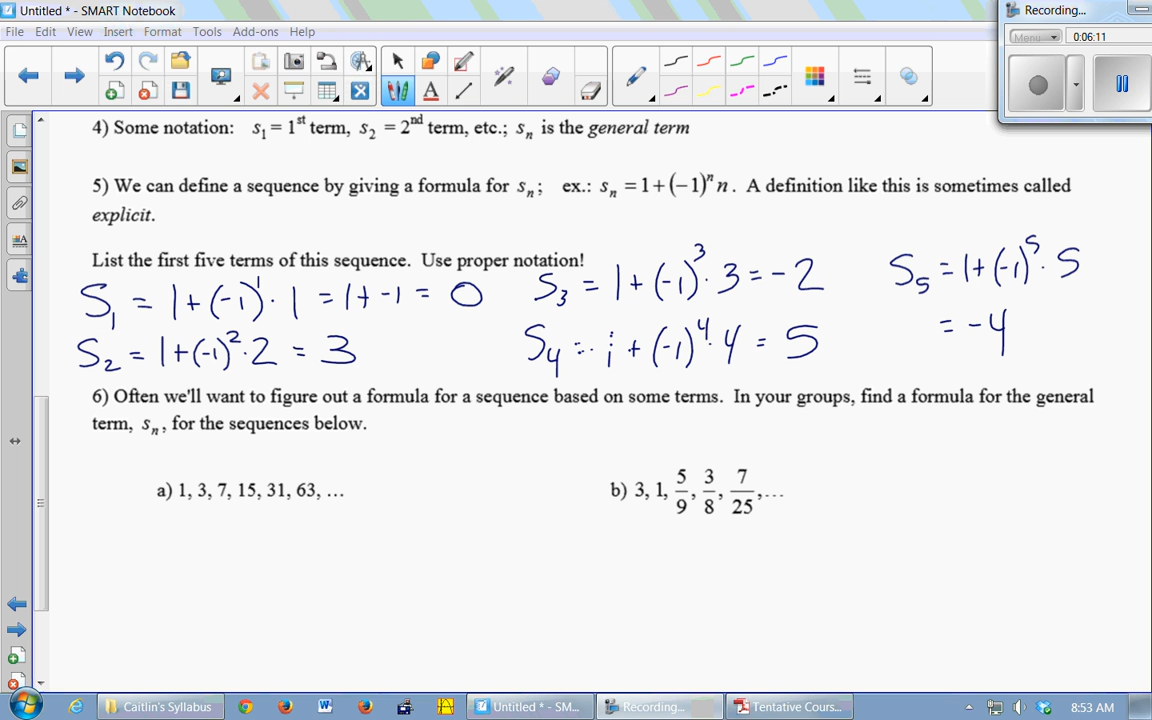 Untitled * - SMART Notebook
Recording...
File Edit View Insert Format Tools Add-ons Help
Menu
0:06:11
4) Some notation: s₁ = 1st term, s₂ = 2nd term, etc.; sₙ is the general term
5) We can define a sequence by giving a formula for sₙ; ex.: sₙ = 1+(−1)ⁿ n. A definition like this is sometimes called
explicit.
List the first five terms of this sequence. Use proper notation!
S₁ = 1+(-1)¹·1 = 1+-1 = 0
S₂ = 1+(-1)²·2 = 3
S₃ = 1+(-1)³·3 = -2
S₄ = 1+(-1)⁴·4 = 5
S₅ = 1+(-1)⁵·5
= -4
6) Often we'll want to figure out a formula for a sequence based on some terms. In your groups, find a formula for the general
term, sₙ, for the sequences below.
a) 1, 3, 7, 15, 31, 63, …
b) 3, 1, 5/9, 3/8, 7/25, …
Caitlin's Syllabus
Untitled * - SM...
Recording...
Tentative Cours...
8:53 AM